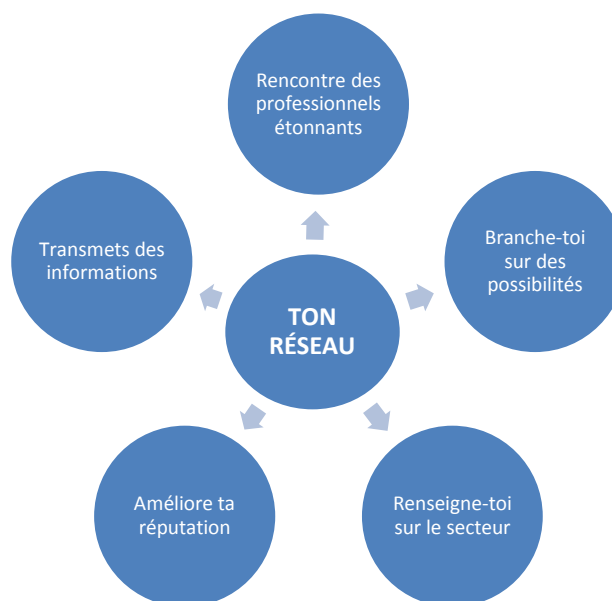 Rencontre des
professionnels
étonnants
Transmets des
informations
Branche-toi
sur des
possibilités
TON
RÉSEAU
Améliore ta
réputation
Renseigne-toi
sur le secteur